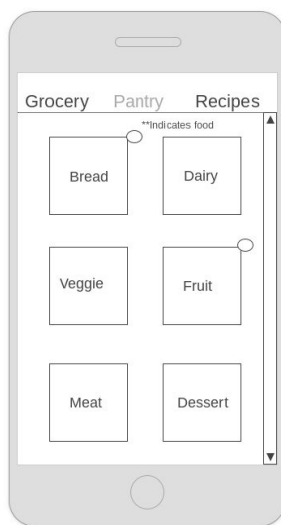 Grocery Pantry Recipes
**Indicates food
Bread Dairy
Veggie Fruit
Meat Dessert